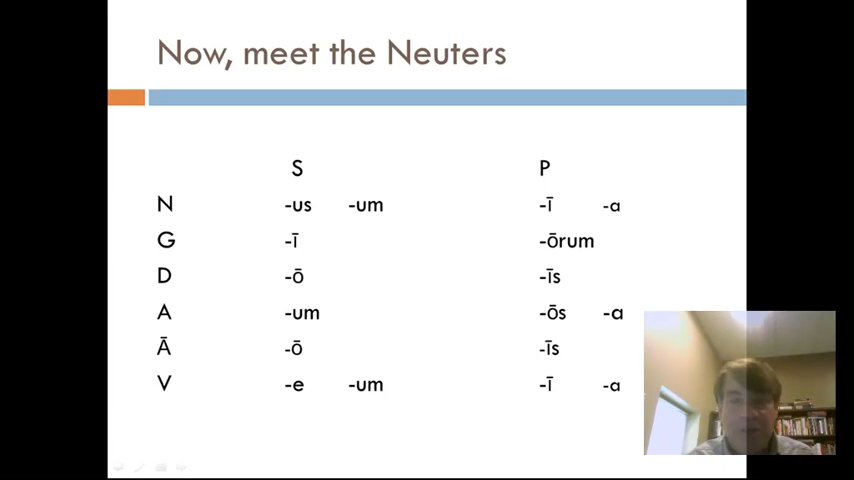 Now, meet the Neuters
S P
N -us -um -ī -a
G -ī -ōrum
D -ō -īs
A -um -ōs -a
Ā -ō -īs
V -e -um -ī -a